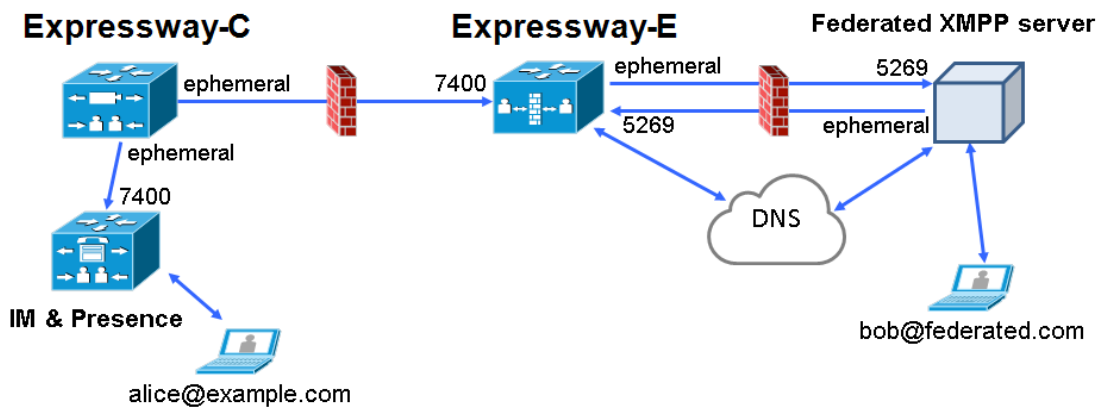 Expressway-C
Expressway-E
Federated XMPP server
ephemeral
7400
ephemeral
5269
5269
ephemeral
ephemeral
7400
DNS
IM & Presence
alice@example.com
bob@federated.com